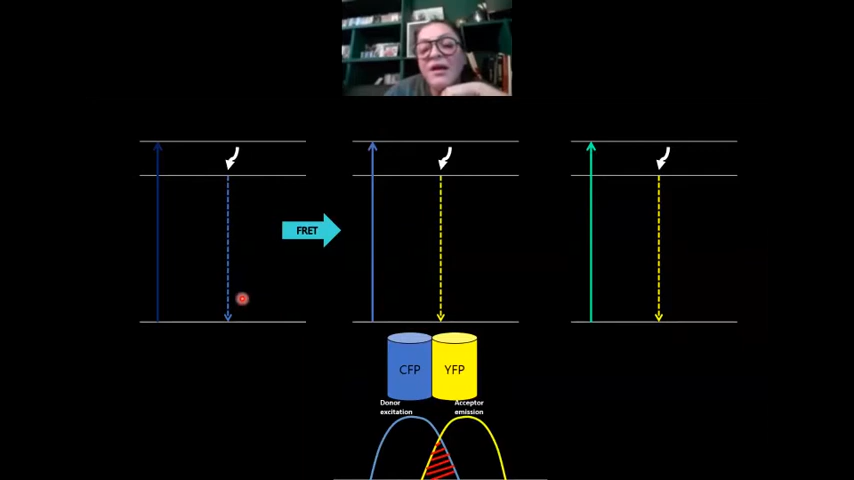 FRET
CFP
YFP
Donor
excitation
Acceptor
emission